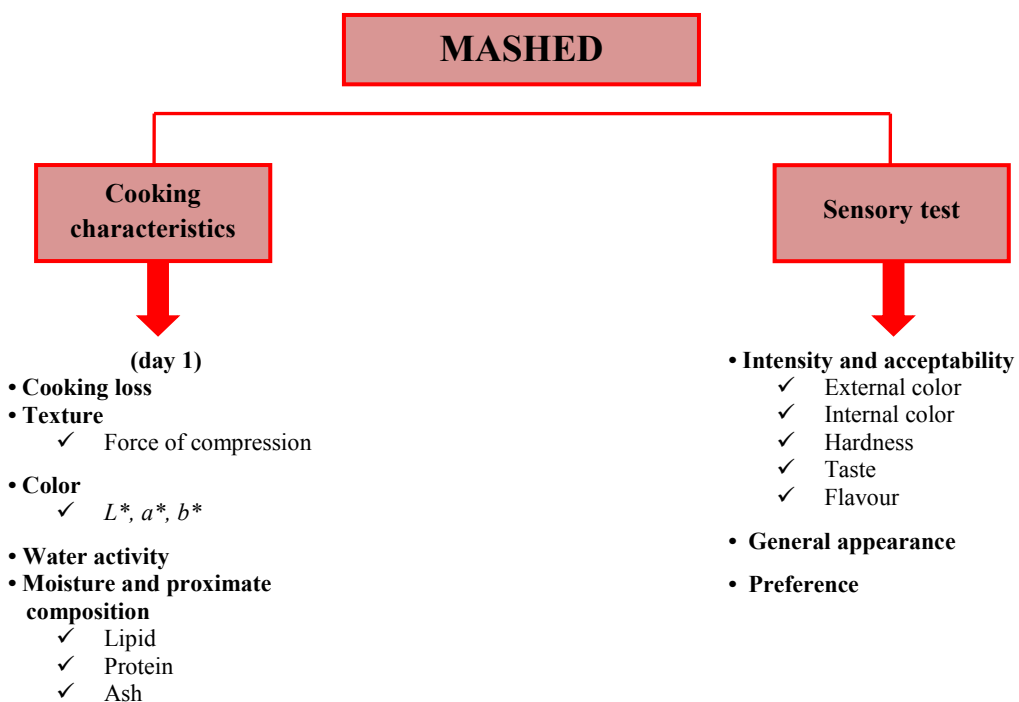 MASHED
Cooking
characteristics
(day 1)
• Cooking loss
• Texture
✓ Force of compression
• Color
✓ L*, a*, b*
• Water activity
• Moisture and proximate
composition
✓ Lipid
✓ Protein
✓ Ash
Sensory test
• Intensity and acceptability
✓ External color
✓ Internal color
✓ Hardness
✓ Taste
✓ Flavour
• General appearance
• Preference